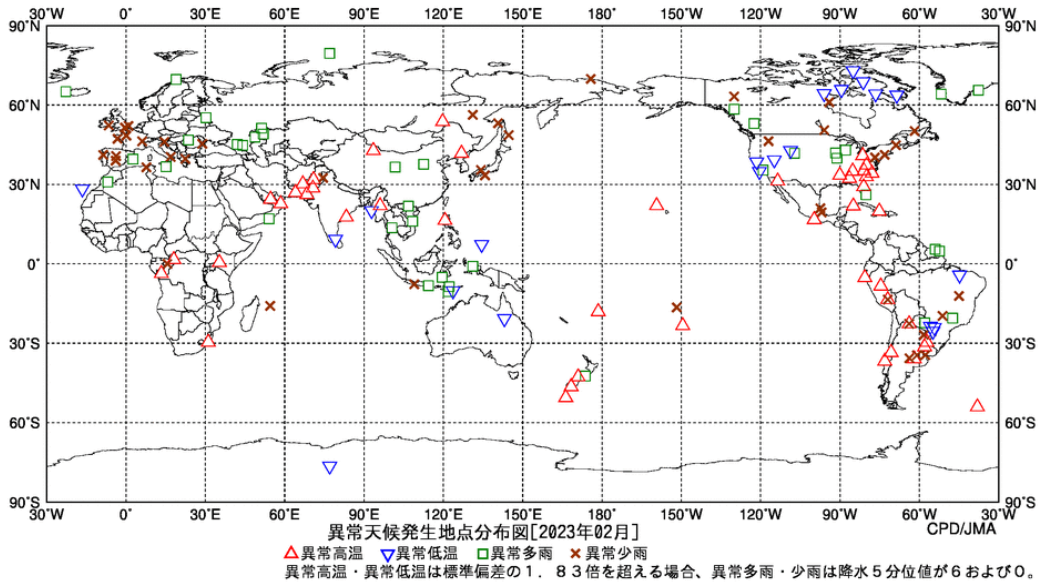 30°W 0° 30°E 60°E 90°E 120°E 150°E 180° 150°W 120°W 90°W 60°W 30°W
90°N 90°N
60°N 60°N
30°N 30°N
0° 0°
30°S 30°S
60°S 60°S
90°S 90°S
30°W 0° 30°E 60°E 90°E 120°E 150°E 180° 150°W 120°W 90°W 60°W 30°W
異常天候発生地点分布図[2023年02月] CPD/JMA
△異常高温 ▽異常低温 □異常多雨 ×異常少雨
異常高温・異常低温は標準偏差の1.83倍を超える場合、異常多雨・少雨は降水5分位値が6および0。